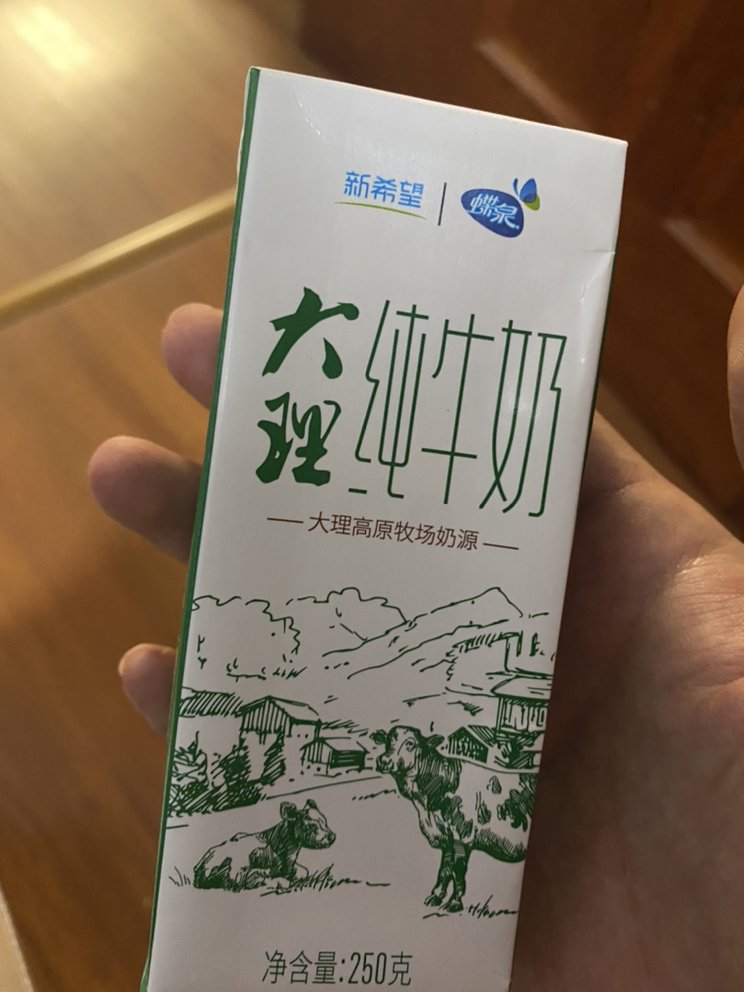 新希望 蝶泉
大理 纯牛奶
大理高原牧场奶源
净含量:250克